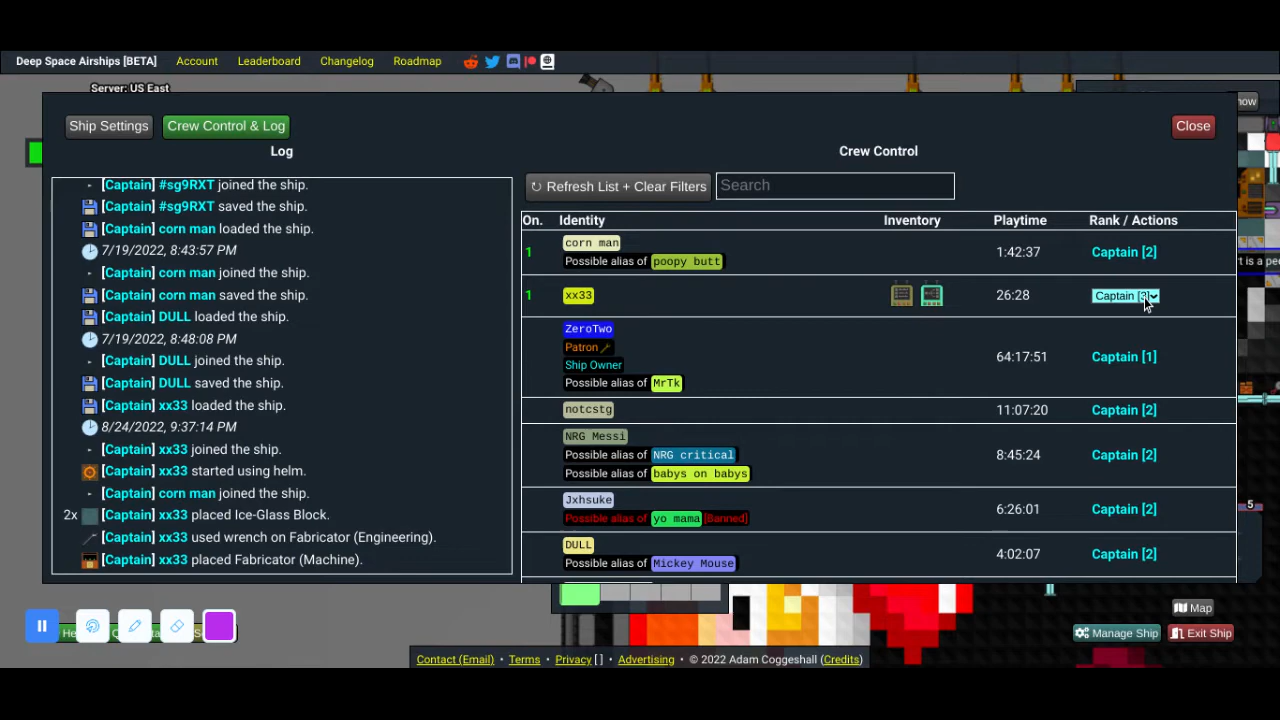 Deep Space Airships [BETA] Account Leaderboard Changelog Roadmap
Server: US East
Ship Settings Crew Control & Log Close
Log
[Captain] #sg9RXT joined the ship.
[Captain] #sg9RXT saved the ship.
[Captain] corn man loaded the ship.
7/19/2022, 8:43:57 PM
[Captain] corn man joined the ship.
[Captain] corn man saved the ship.
[Captain] DULL loaded the ship.
7/19/2022, 8:48:08 PM
[Captain] DULL joined the ship.
[Captain] DULL saved the ship.
[Captain] xx33 loaded the ship.
8/24/2022, 9:37:14 PM
[Captain] xx33 joined the ship.
[Captain] xx33 started using helm.
[Captain] corn man joined the ship.
2x [Captain] xx33 placed Ice-Glass Block.
[Captain] xx33 used wrench on Fabricator (Engineering).
[Captain] xx33 placed Fabricator (Machine).
Crew Control
↻ Refresh List + Clear Filters Search
On. Identity Inventory Playtime Rank / Actions
1 corn man 1:42:37 Captain [2]
Possible alias of poopy butt
1 xx33 26:28 Captain
ZeroTwo
Patron
Ship Owner
Possible alias of MrTk
64:17:51 Captain [1]
notcstg 11:07:20 Captain [2]
NRG Messi
Possible alias of NRG critical
Possible alias of babys on babys
8:45:24 Captain [2]
Jxhsuke
Possible alias of yo mama [Banned]
6:26:01 Captain [2]
DULL
Possible alias of Mickey Mouse
4:02:07 Captain [2]
5
Map
Manage Ship Exit Ship
Contact (Email) • Terms • Privacy [ ] • Advertising • © 2022 Adam Coggeshall (Credits)